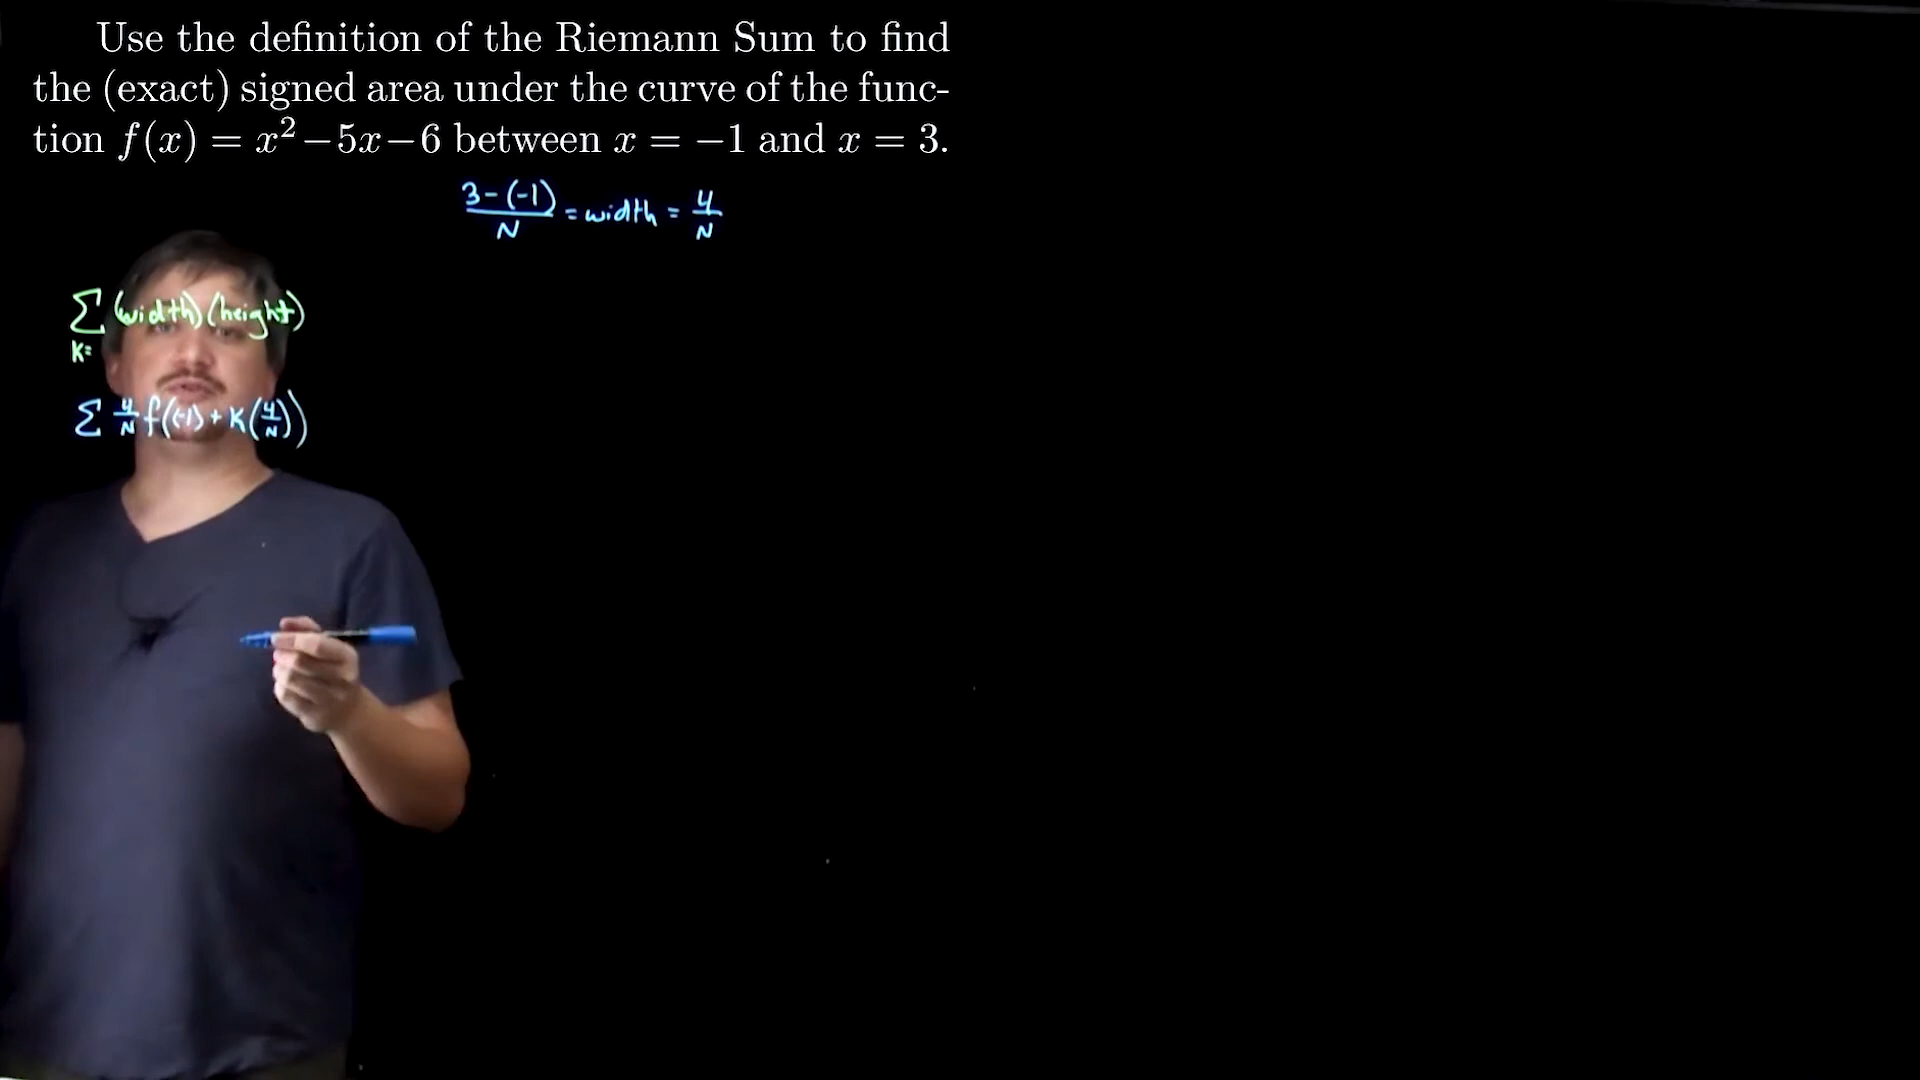 Use the definition of the Riemann Sum to find
the (exact) signed area under the curve of the func-
tion f(x) = x² − 5x − 6 between x = −1 and x = 3.
3-(-1)/N = width = 4/N
Σ (width)(height)
K=
Σ 4/N f((-1) + K(4/N))